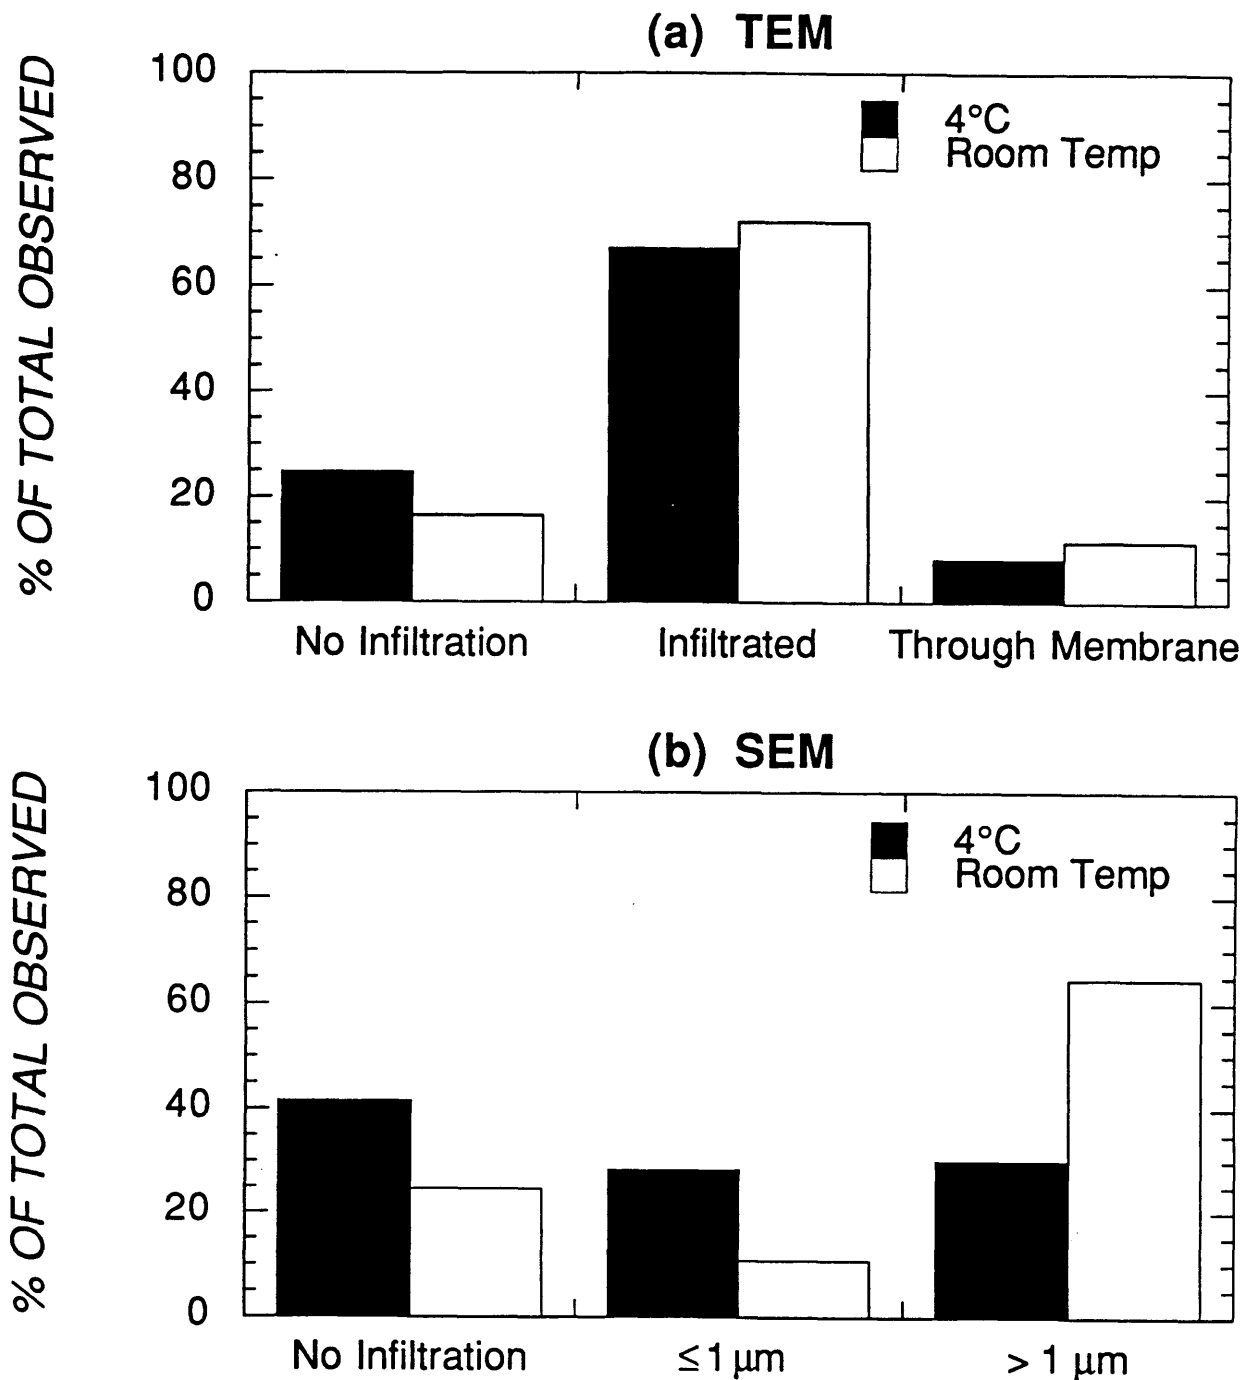 (a) TEM
% OF TOTAL OBSERVED
100
80
60
40
20
0
4°C
Room Temp
No Infiltration Infiltrated Through Membrane
(b) SEM
% OF TOTAL OBSERVED
100
80
60
40
20
0
4°C
Room Temp
No Infiltration ≤1 μm > 1 μm